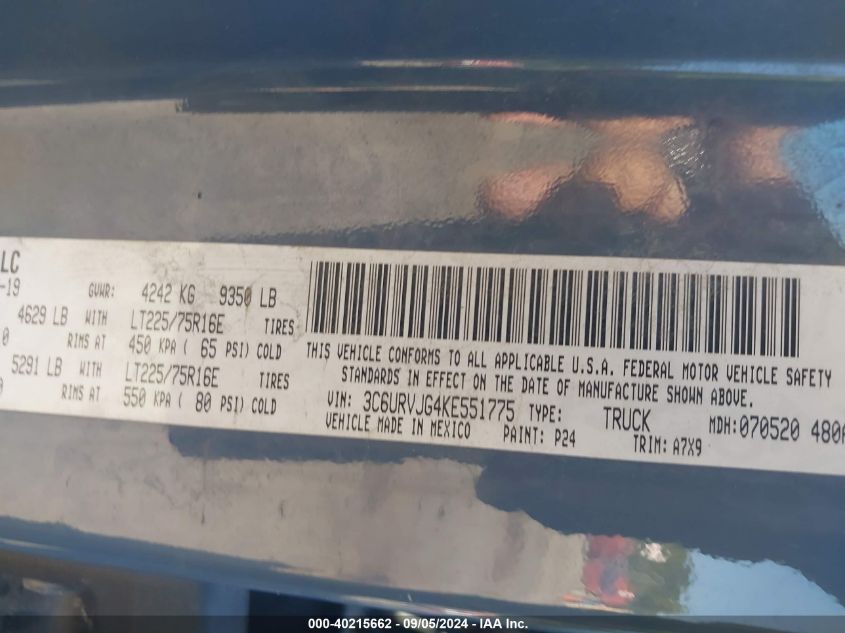 LC
-19 GVWR: 4242 KG 9350 LB
4629 LB WITH LT225/75R16E TIRES
0 RIMS AT 450 KPA ( 65 PSI) COLD
5291 LB WITH LT225/75R16E TIRES
RIMS AT 550 KPA ( 80 PSI) COLD
THIS VEHICLE CONFORMS TO ALL APPLICABLE U.S.A. FEDERAL MOTOR VEHICLE SAFETY
STANDARDS IN EFFECT ON THE DATE OF MANUFACTURE SHOWN ABOVE.
VIN: 3C6URVJG4KE551775 TYPE: TRUCK MDH:070520 480
VEHICLE MADE IN MEXICO PAINT: P24 TRIM: A7X9
000-40215662 - 09/05/2024 - IAA Inc.